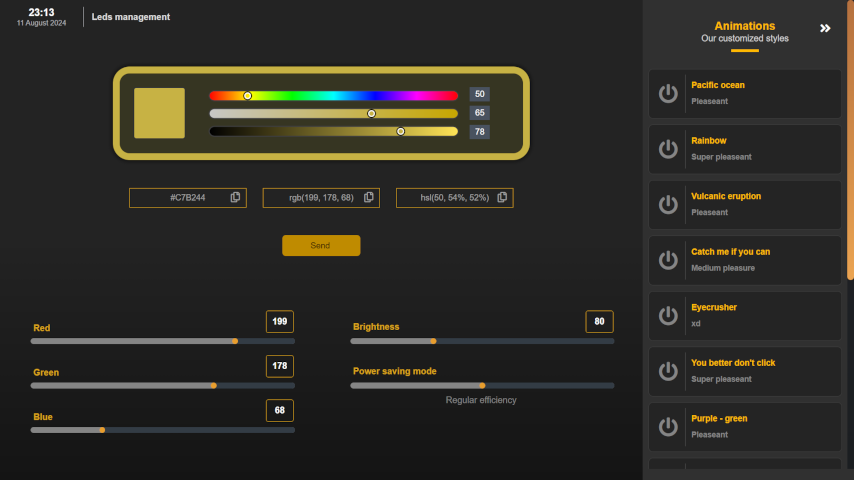 23:13
11 August 2024
Leds management
50
65
78
#C7B244
rgb(199, 178, 68)
hsl(50, 54%, 52%)
Send
Red
199
Green
178
Blue
68
Brightness
80
Power saving mode
Regular efficiency
Animations
Our customized styles
Pacific ocean
Pleaseant
Rainbow
Super pleaseant
Vulcanic eruption
Pleaseant
Catch me if you can
Medium pleasure
Eyecrusher
xd
You better don't click
Super pleaseant
Purple - green
Pleaseant